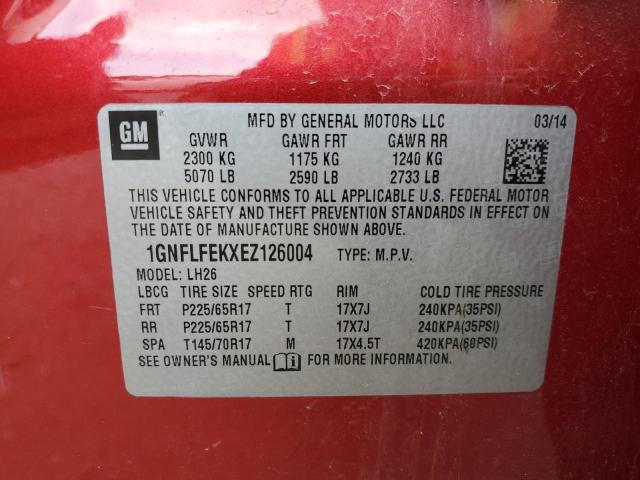 GM
®
MFD BY GENERAL MOTORS LLC 03/14
GVWR GAWR FRT GAWR RR
2300 KG 1175 KG 1240 KG
5070 LB 2590 LB 2733 LB
THIS VEHICLE CONFORMS TO ALL APPLICABLE U.S. FEDERAL MOTOR
VEHICLE SAFETY AND THEFT PREVENTION STANDARDS IN EFFECT ON
THE DATE OF MANUFACTURE SHOWN ABOVE.
1GNFLFEKXEZ126004 TYPE: M.P.V.
MODEL: LH26
LBCG TIRE SIZE SPEED RTG RIM COLD TIRE PRESSURE
FRT P225/65R17 T 17X7J 240KPA(35PSI)
RR P225/65R17 T 17X7J 240KPA(35PSI)
SPA T145/70R17 M 17X4.5T 420KPA(60PSI)
SEE OWNER'S MANUAL FOR MORE INFORMATION.